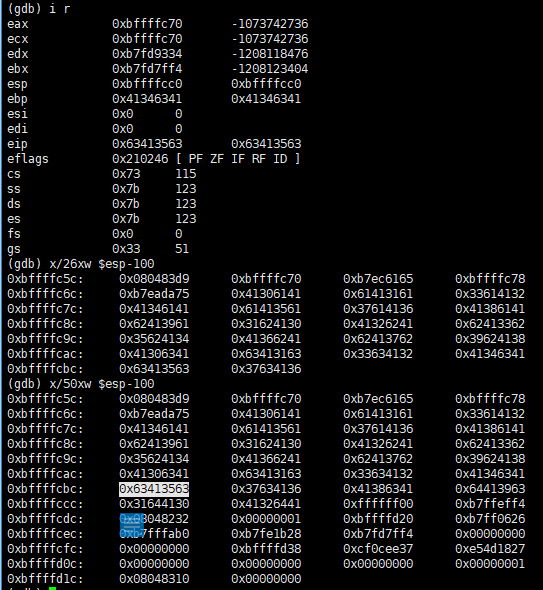 (gdb) i r
eax 0xbffffc70 -1073742736
ecx 0xbffffc70 -1073742736
edx 0xb7fd9334 -1208118476
ebx 0xb7fd7ff4 -1208123404
esp 0xbffffcc0 0xbffffcc0
ebp 0x41346341 0x41346341
esi 0x0 0
edi 0x0 0
eip 0x63413563 0x63413563
eflags 0x210246 [ PF ZF IF RF ID ]
cs 0x73 115
ss 0x7b 123
ds 0x7b 123
es 0x7b 123
fs 0x0 0
gs 0x33 51
(gdb) x/26xw $esp-100
0xbffffc5c: 0x080483d9 0xbffffc70 0xb7ec6165 0xbffffc78
0xbffffc6c: 0xb7eada75 0x41306141 0x61413161 0x33614132
0xbffffc7c: 0x41346141 0x61413561 0x37614136 0x41386141
0xbffffc8c: 0x62413961 0x31624130 0x41326241 0x62413362
0xbffffc9c: 0x35624134 0x41366241 0x62413762 0x39624138
0xbffffcac: 0x41306341 0x63413163 0x33634132 0x41346341
0xbffffcbc: 0x63413563 0x37634136
(gdb) x/50xw $esp-100
0xbffffc5c: 0x080483d9 0xbffffc70 0xb7ec6165 0xbffffc78
0xbffffc6c: 0xb7eada75 0x41306141 0x61413161 0x33614132
0xbffffc7c: 0x41346141 0x61413561 0x37614136 0x41386141
0xbffffc8c: 0x62413961 0x31624130 0x41326241 0x62413362
0xbffffc9c: 0x35624134 0x41366241 0x62413762 0x39624138
0xbffffcac: 0x41306341 0x63413163 0x33634132 0x41346341
0xbffffcbc: 0x63413563 0x37634136 0x41386341 0x64413963
0xbffffccc: 0x31644130 0x41326441 0xffffff00 0xb7ffeff4
0xbffffcdc: 0x08048232 0x00000001 0xbffffd20 0xb7ff0626
0xbffffcec: 0xb7fffab0 0xb7fe1b28 0xb7fd7ff4 0x00000000
0xbffffcfc: 0x00000000 0xbffffd38 0xcf0cee37 0xe54d1827
0xbffffd0c: 0x00000000 0x00000000 0x00000000 0x00000001
0xbffffd1c: 0x08048310 0x00000000